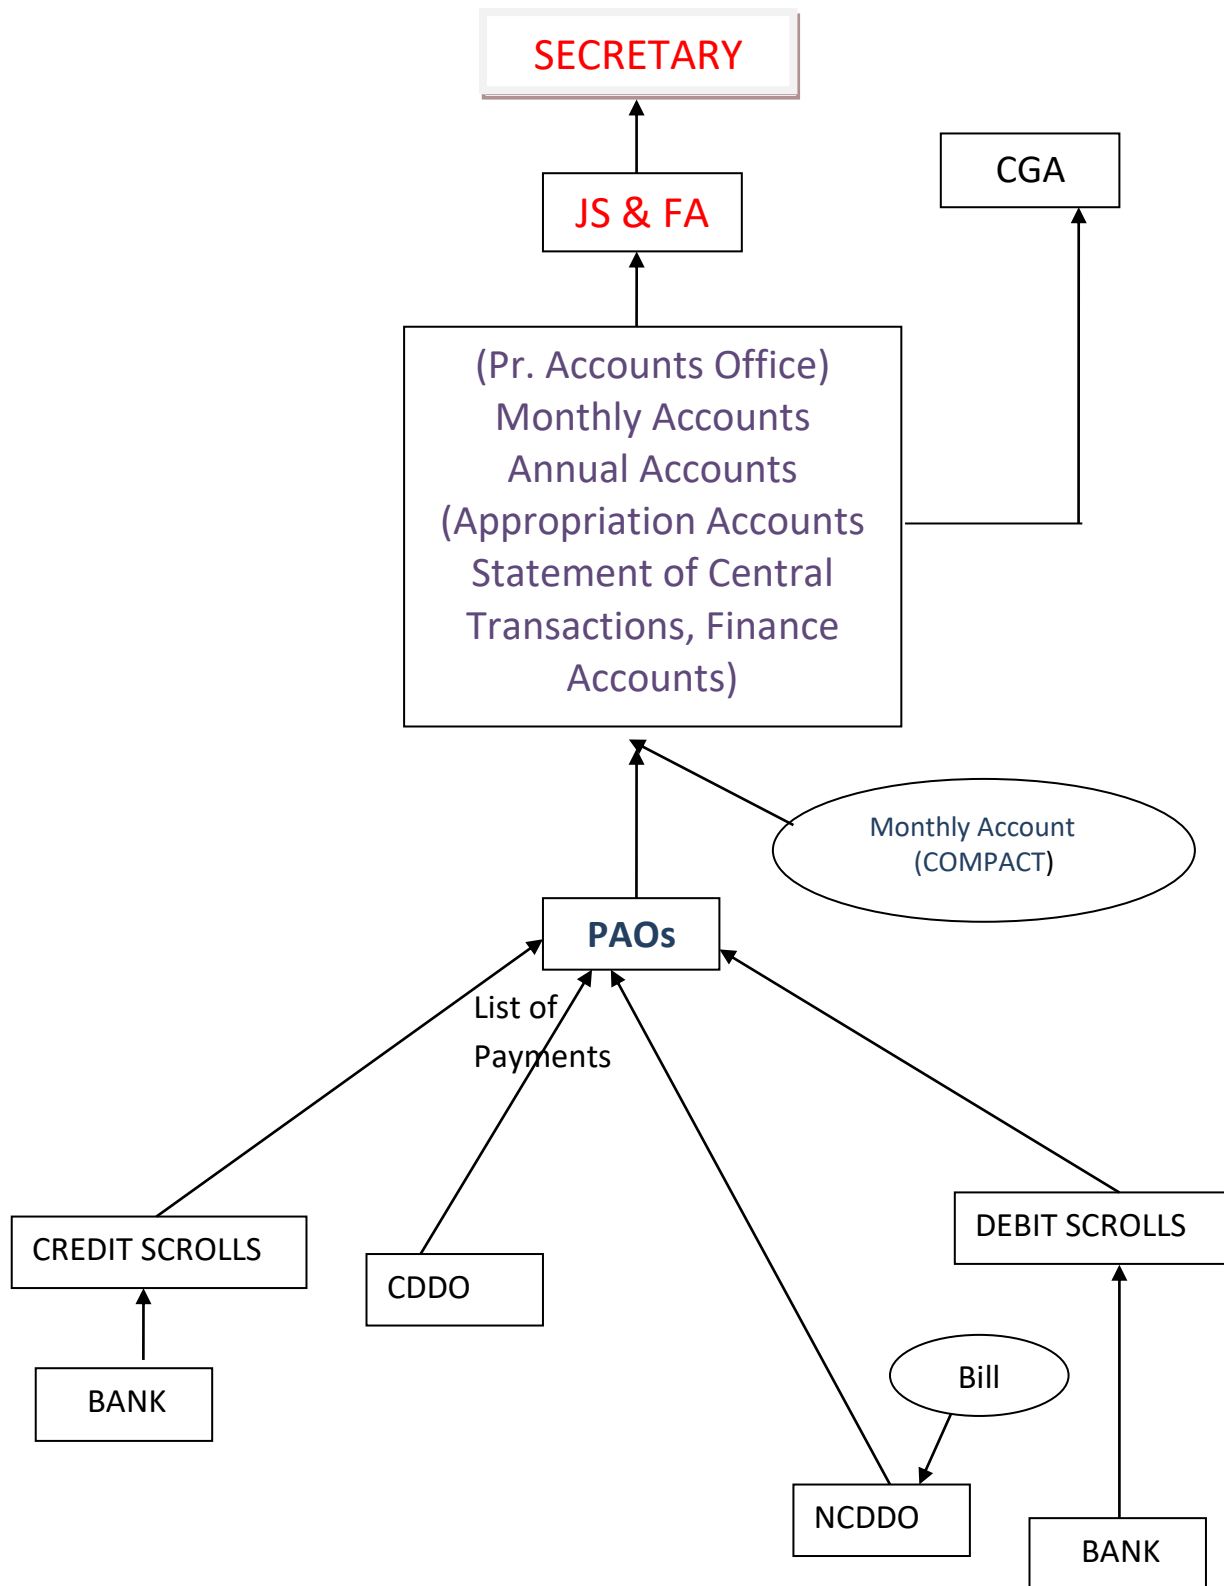 SECRETARY
CGA
JS & FA
(Pr. Accounts Office)
Monthly Accounts
Annual Accounts
(Appropriation Accounts
Statement of Central
Transactions, Finance
Accounts)
Monthly Account
(COMPACT)
PAOs
List of
Payments
CREDIT SCROLLS
DEBIT SCROLLS
CDDO
BANK
Bill
NCDDO
BANK